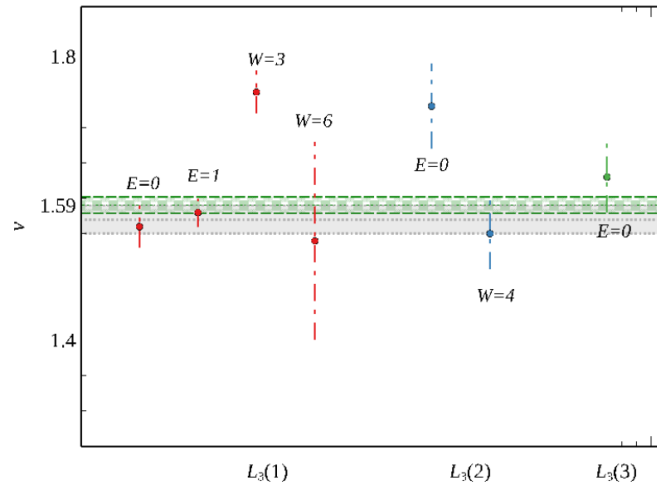 1.8
W=3
W=6
E=0
E=0
E=1
1.59
ν
E=0
W=4
1.4
L₃(1) L₃(2) L₃(3)